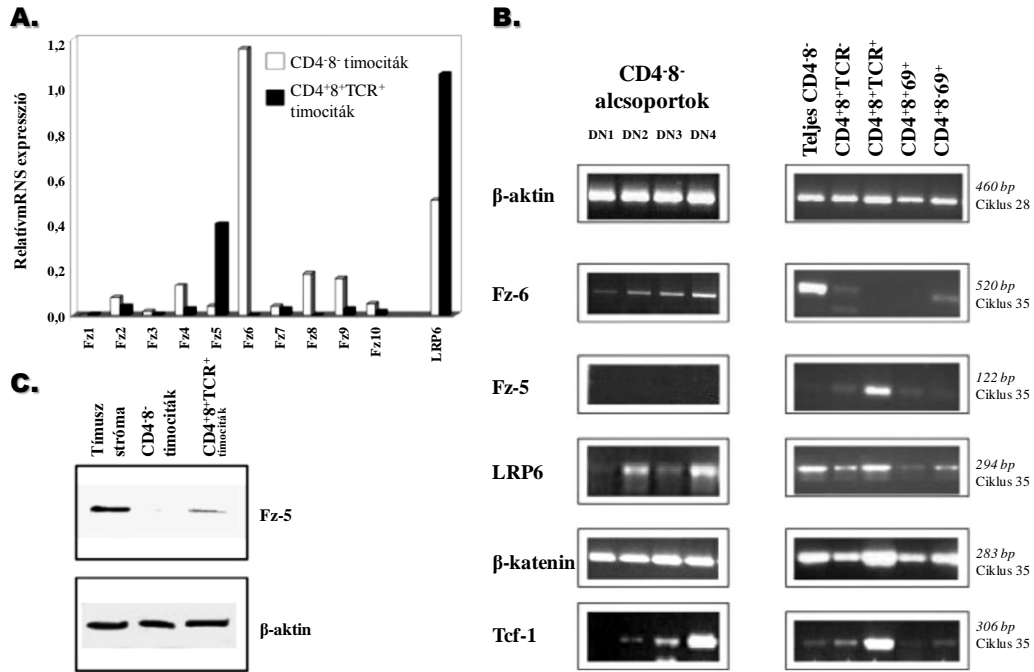 A.
Relatív mRNS expresszió
1,2
1,0
0,8
0,6
0,4
0,2
0,0
CD4-8- timociták
CD4+8+TCR+
timociták
Fz1
Fz2
Fz3
Fz4
Fz5
Fz6
Fz7
Fz8
Fz9
Fz10
LRP6
B.
CD4-8-
alcsoportok
DN1 DN2 DN3 DN4
Teljes CD4-8-
CD4+8+TCR-
CD4+8+TCR+
CD4+8+69+
CD4+8-69+
β-aktin
460 bp
Ciklus 28
Fz-6
520 bp
Ciklus 35
Fz-5
122 bp
Ciklus 35
LRP6
294 bp
Ciklus 35
β-katenin
283 bp
Ciklus 35
Tcf-1
306 bp
Ciklus 35
C.
Tímusz
stróma
CD4-8-
timociták
CD4+8+TCR+
timociták
Fz-5
β-aktin